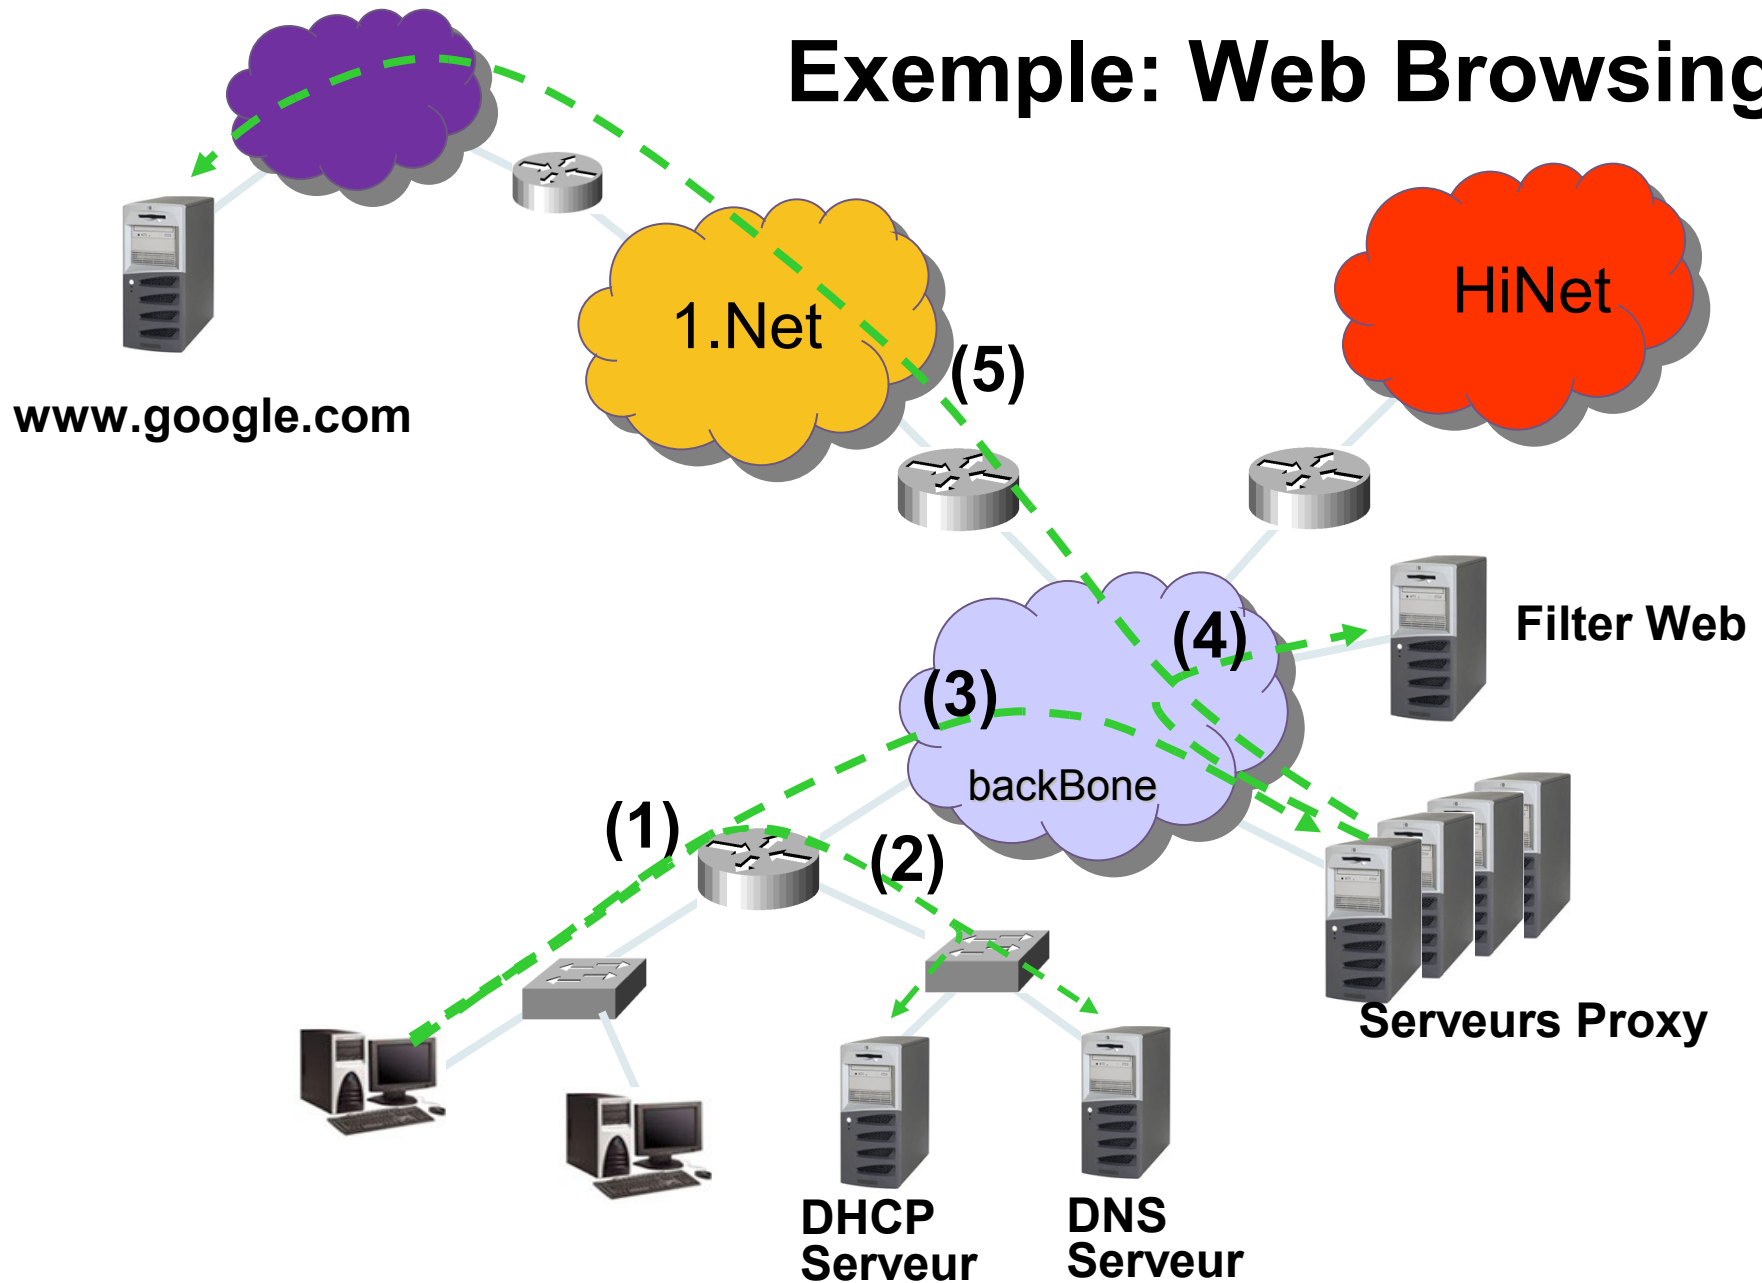 Exemple: Web Browsing
HiNet
1.Net
(5)
www.google.com
Filter Web
(4)
(3)
backBone
(1)
(2)
Serveurs Proxy
DHCP
Serveur
DNS
Serveur